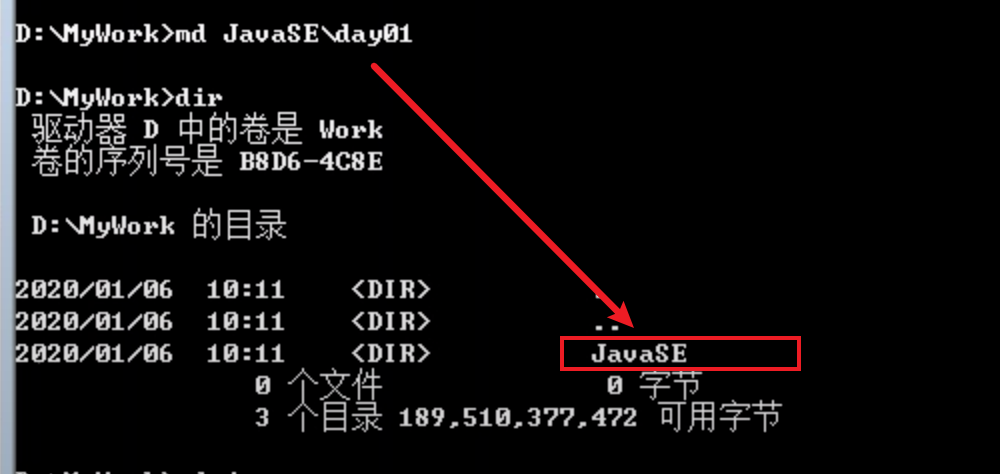 D:\MyWork>md JavaSE\day01
D:\MyWork>dir
驱动器 D 中的卷是 Work
卷的序列号是 B8D6-4C8E
D:\MyWork 的目录
2020/01/06 10:11 <DIR> .
2020/01/06 10:11 <DIR> ..
2020/01/06 10:11 <DIR> JavaSE
0 个文件 0 字节
3 个目录 189,510,377,472 可用字节